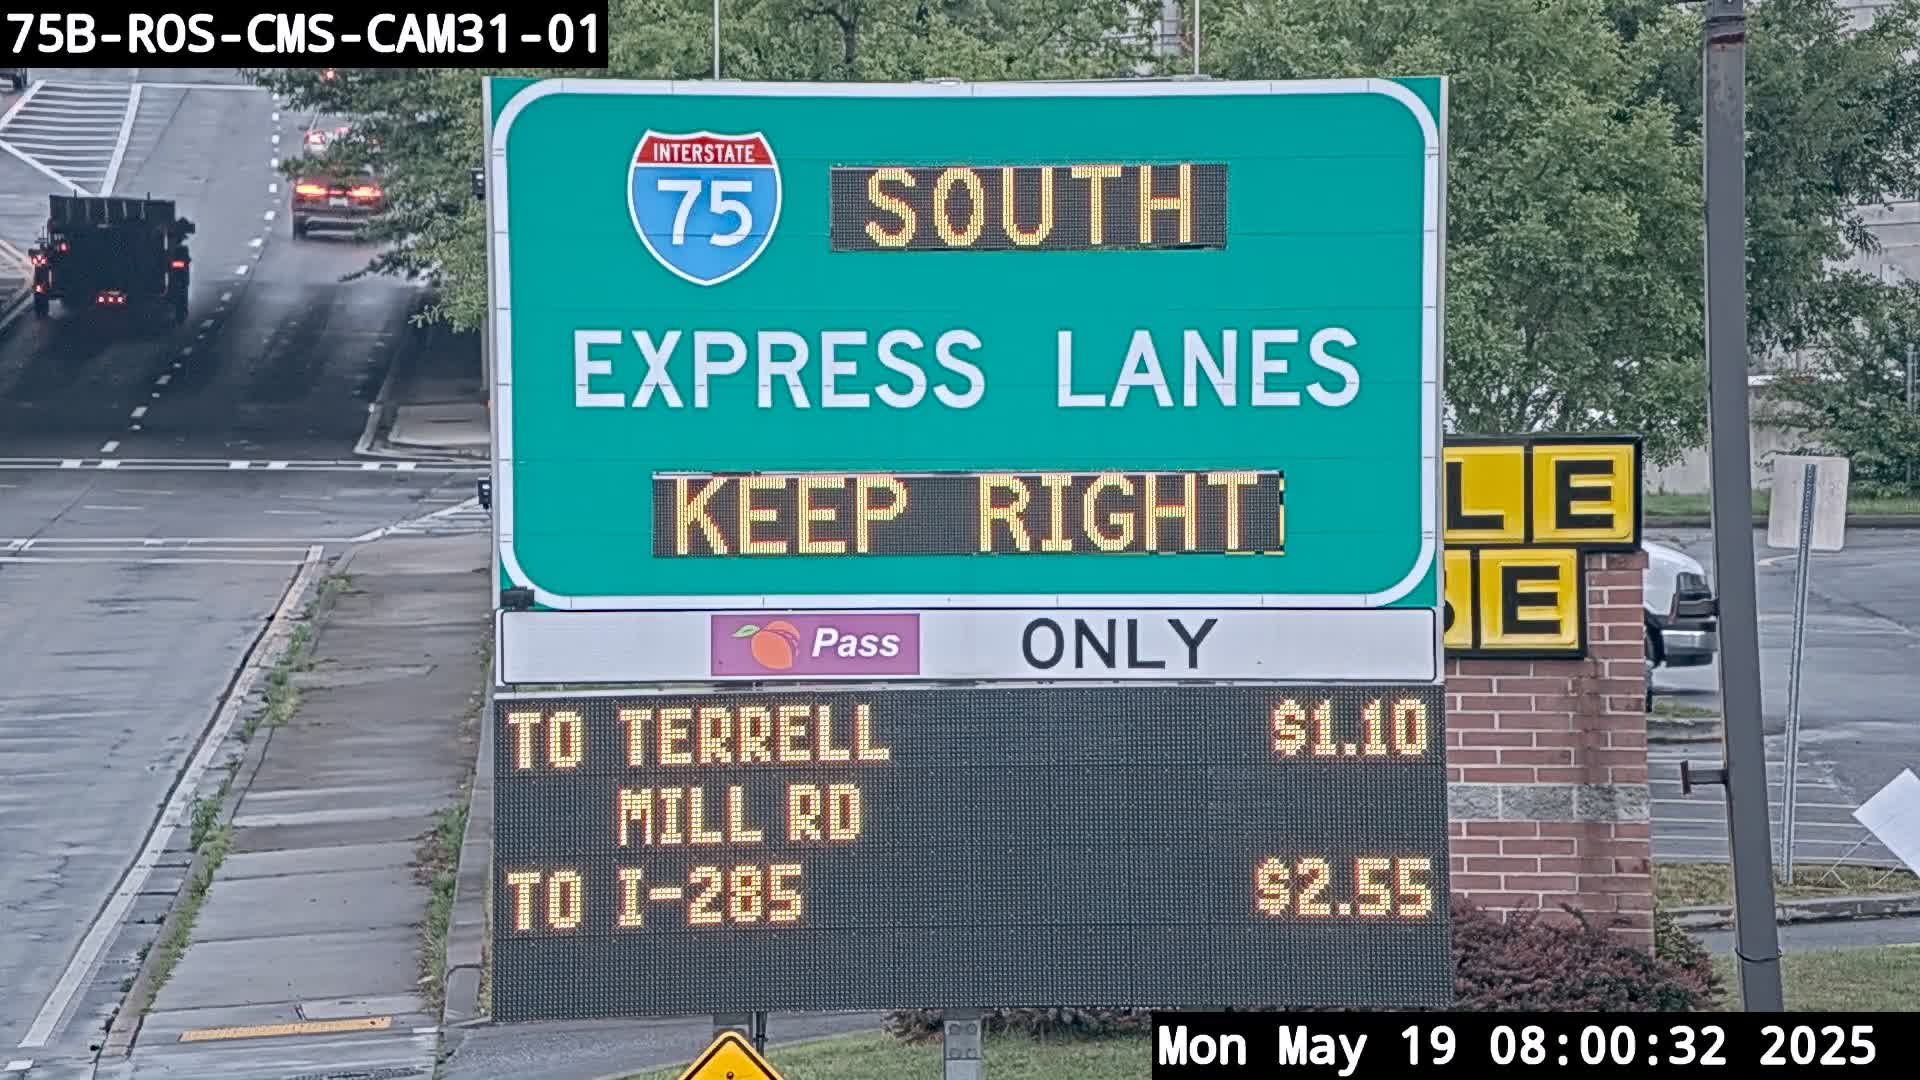 75B-ROS-CMS-CAM31-01
INTERSTATE
75
SOUTH
EXPRESS LANES
KEEP RIGHT
Pass ONLY
TO TERRELL $1.10
MILL RD
TO I-285 $2.55
LE
E
Mon May 19 08:00:32 2025